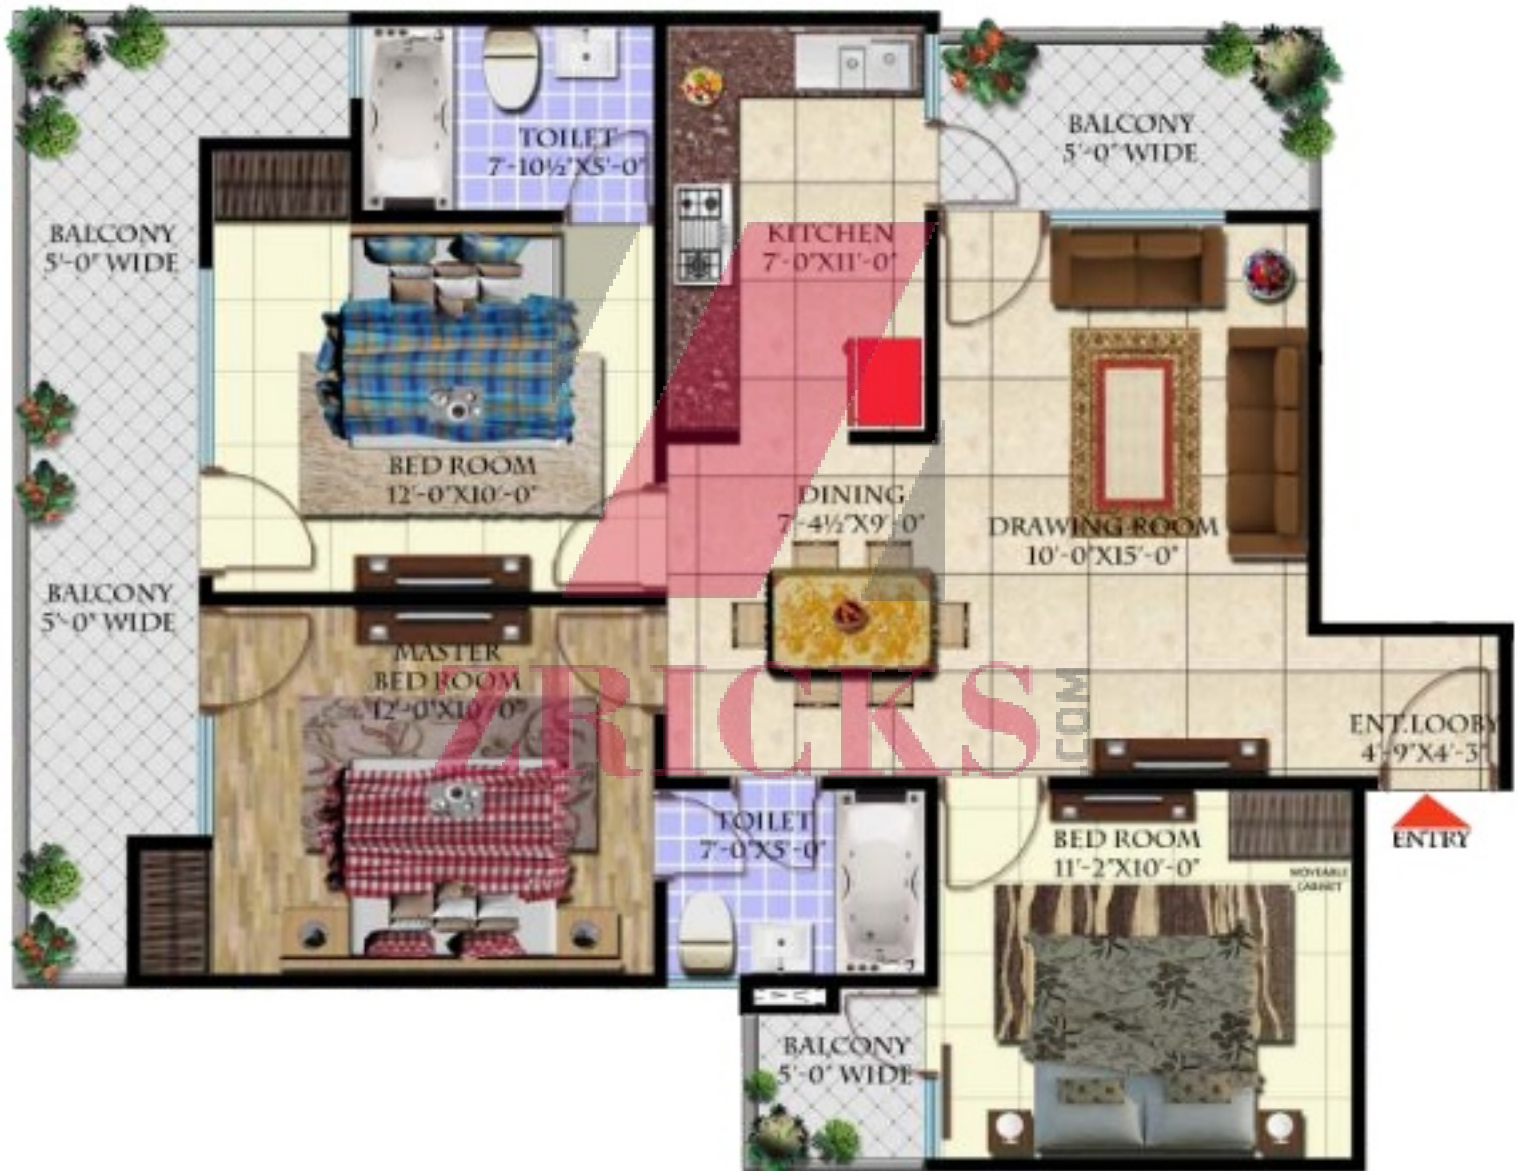 TOILET
7'-10½"X5'-0"
BALCONY
5'-0" WIDE
BALCONY
5'-0" WIDE
KITCHEN
7'-0"X11'-0"
BED ROOM
12'-0"X10'-0"
DINING
7'-4½"X9'-0"
DRAWING ROOM
10'-0"X15'-0"
BALCONY
5'-0" WIDE
MASTER
BED ROOM
12'-0"X10'-0"
ZRICKS
.COM
ENT.LOOBY
4'-9"X4'-3"
TOILET
7'-0"X5'-0"
BED ROOM
11'-2"X10'-0"
ENTRY
MOVEABLE
CABINET
BALCONY
5'-0" WIDE